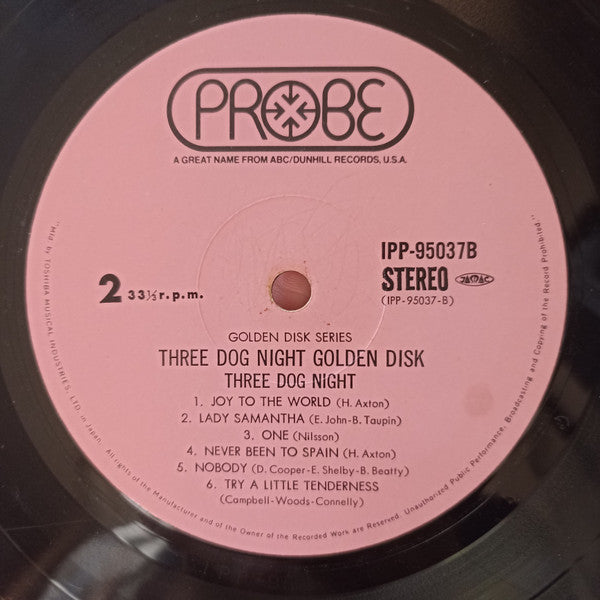 PROBE
A GREAT NAME FROM ABC/DUNHILL RECORDS, U.S.A.
IPP-95037B
STEREO JASRAC
(IPP-95037-B)
2 33⅓ r.p.m.
GOLDEN DISK SERIES
THREE DOG NIGHT GOLDEN DISK
THREE DOG NIGHT
1. JOY TO THE WORLD (H. Axton)
2. LADY SAMANTHA (E. John-B. Taupin)
3. ONE (Nilsson)
4. NEVER BEEN TO SPAIN (H. Axton)
5. NOBODY (D. Cooper-E. Shelby-B. Beatty)
6. TRY A LITTLE TENDERNESS
(Campbell-Woods-Connelly)
"Mfd by TOSHIBA MUSICAL INDUSTRIES, LTD. in Japan. All rights of the Manufacturer and of the Owner of the Recorded Work are Reserved. Unauthorized Public Performance, Broadcasting and Copying of the Record Prohibited."